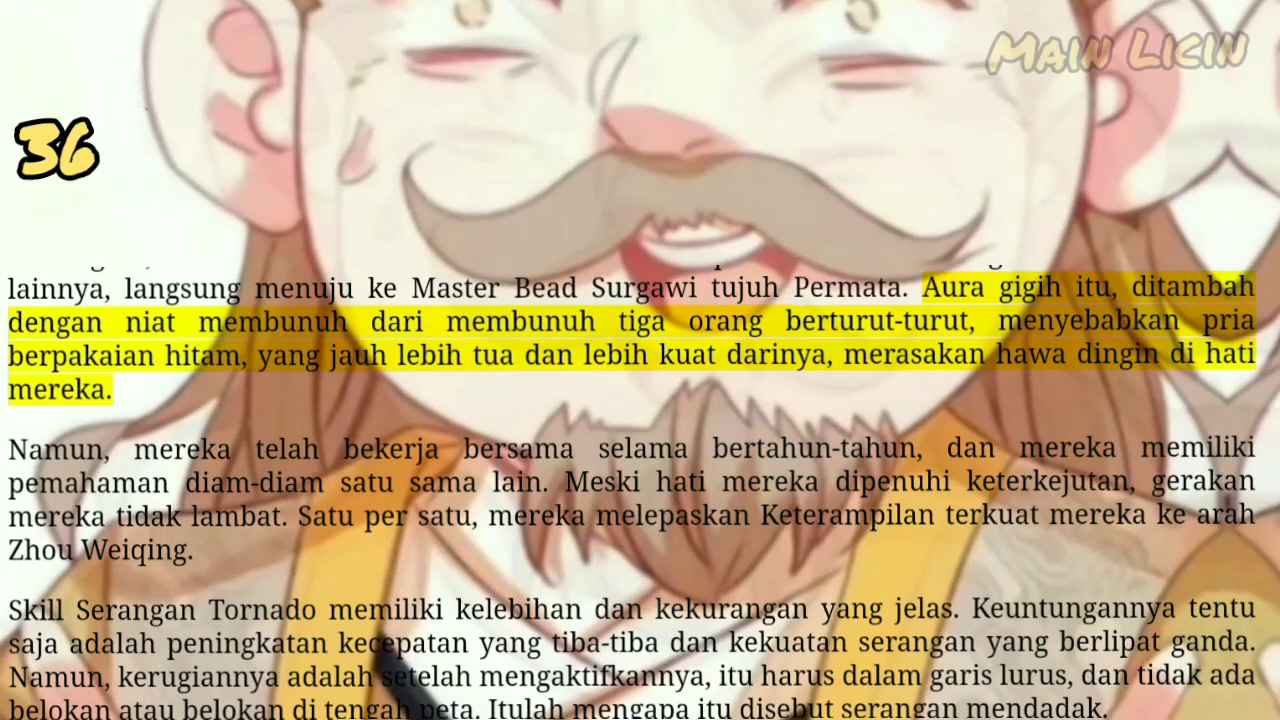 Main Licin
36
lainnya, langsung menuju ke Master Bead Surgawi tujuh Permata. Aura gigih itu, ditambah
dengan niat membunuh dari membunuh tiga orang berturut-turut, menyebabkan pria
berpakaian hitam, yang jauh lebih tua dan lebih kuat darinya, merasakan hawa dingin di hati
mereka.
Namun, mereka telah bekerja bersama selama bertahun-tahun, dan mereka memiliki
pemahaman diam-diam satu sama lain. Meski hati mereka dipenuhi keterkejutan, gerakan
mereka tidak lambat. Satu per satu, mereka melepaskan Keterampilan terkuat mereka ke arah
Zhou Weiqing.
Skill Serangan Tornado memiliki kelebihan dan kekurangan yang jelas. Keuntungannya tentu
saja adalah peningkatan kecepatan yang tiba-tiba dan kekuatan serangan yang berlipat ganda.
Namun, kerugiannya adalah setelah mengaktifkannya, itu harus dalam garis lurus, dan tidak ada
belokan atau belokan di tengah peta. Itulah mengapa itu disebut serangan mendadak.